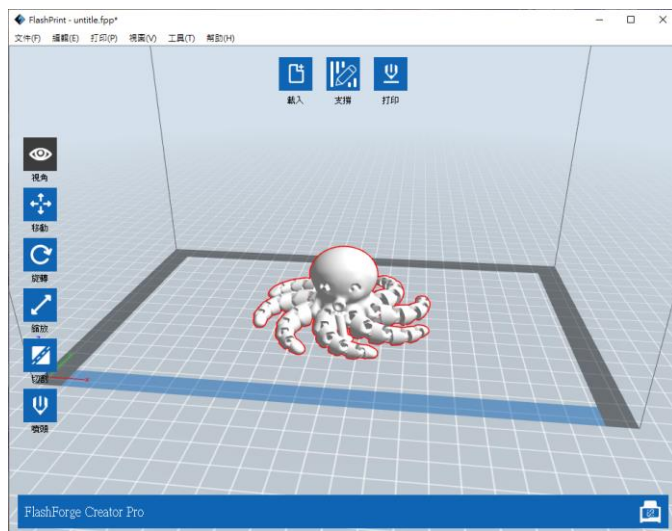 FlashPrint - untitle.fpp*
文件(F) 編輯(E) 打印(P) 視圖(V) 工具(T) 幫助(H)
載入 支撐 打印
視角
移動
旋轉
縮放
切割
噴頭
FlashForge Creator Pro